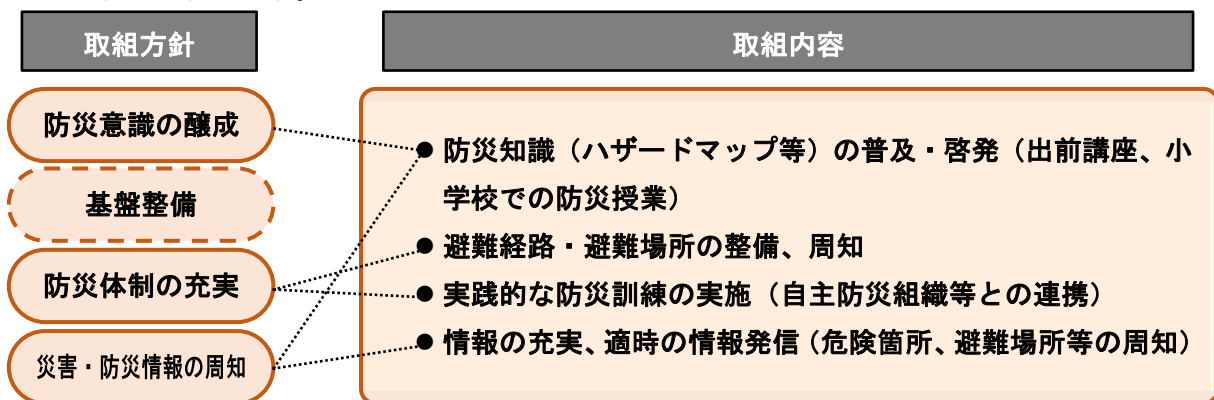 取組方針
取組内容
防災意識の醸成
基盤整備
防災体制の充実
災害・防災情報の周知
●防災知識（ハザードマップ等）の普及・啓発（出前講座、小
学校での防災授業）
●避難経路・避難場所の整備、周知
●実践的な防災訓練の実施（自主防災組織等との連携）
●情報の充実、適時の情報発信（危険箇所、避難場所等の周知）